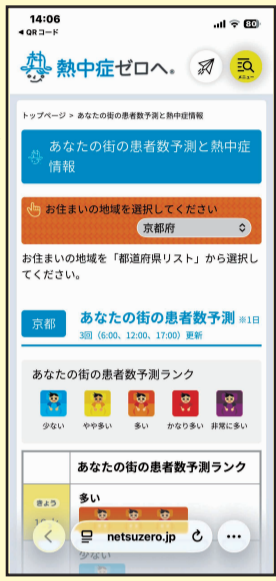 14:06
80
◀ QRコード
熱中症ゼロへ。
メニュー
トップページ > あなたの街の患者数予測と熱中症情報
あなたの街の患者数予測と熱中症
情報
お住まいの地域を選択してください
京都府
お住まいの地域を「都道府県リスト」から選択し
てください。
京都
あなたの街の患者数予測 ※1日
3回（6:00、12:00、17:00）更新
あなたの街の患者数予測ランク
少ない やや多い 多い かなり多い 非常に多い
あなたの街の患者数予測ランク
きょう
多い
netsuzero.jp
少ない